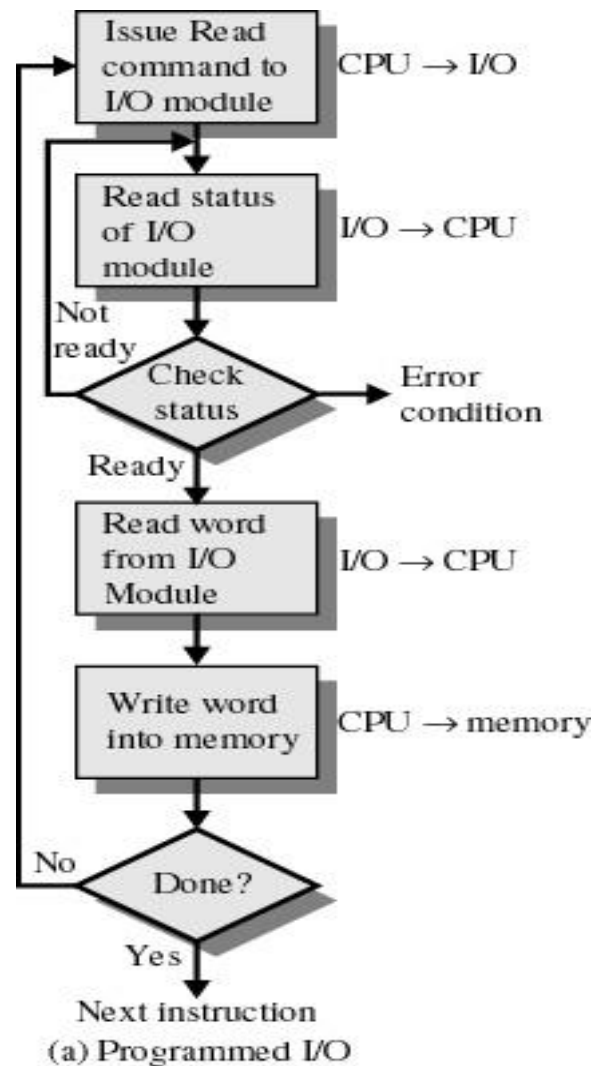 Issue Read
command to
I/O module
CPU → I/O
Read status
of I/O
module
I/O → CPU
Not
ready
Check
status
Error
condition
Ready
Read word
from I/O
Module
I/O → CPU
Write word
into memory
CPU → memory
No
Done?
Yes
Next instruction
(a) Programmed I/O